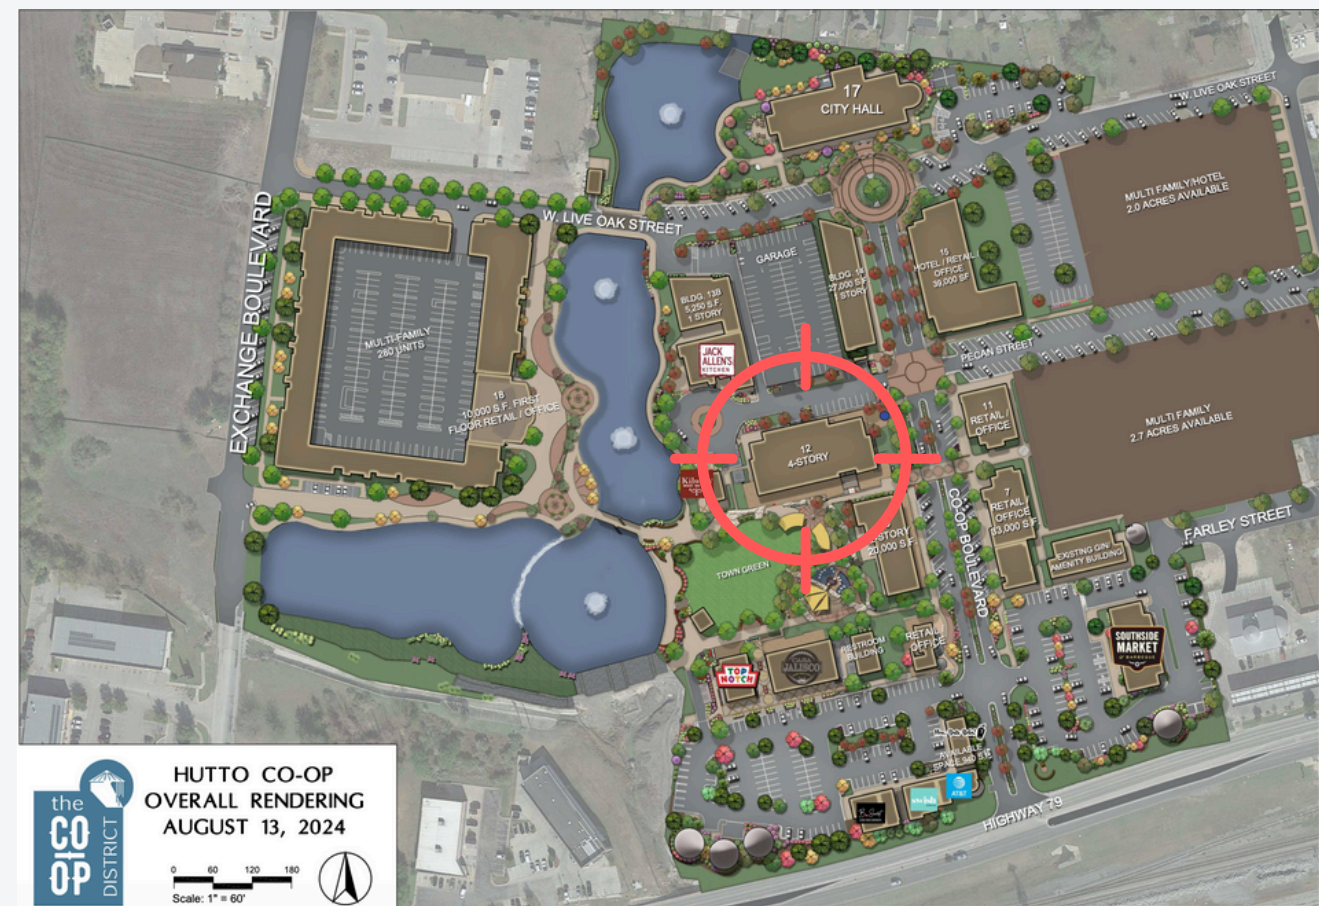 17
CITY HALL
W. LIVE OAK STREET
MULTI FAMILY/HOTEL
2.0 ACRES AVAILABLE
EXCHANGE BOULEVARD
W. LIVE OAK STREET
GARAGE
BLDG. 14
27,000 S.F.
1 STORY
15
HOTEL / RETAIL
OFFICE
39,000 SF
BLDG. 13B
5,250 S.F.
1 STORY
MULTI-FAMILY
280 UNITS
JACK
ALLEN'S
KITCHEN
PECAN STREET
18
10,000 S.F. FIRST
FLOOR RETAIL / OFFICE
11
RETAIL /
OFFICE
MULTI FAMILY
2.7 ACRES AVAILABLE
12
4-STORY
7
RETAIL /
OFFICE
CO-OP BOULEVARD
STORY
20,000 S.F.
FARLEY STREET
EXISTING GIN/
AMENITY BUILDING
TOWN GREEN
RESTROOM
BUILDING
RETAIL /
OFFICE
SOUTHSIDE
MARKET
TOP
NOTCH
JALISCO
AVAILABLE
SPACE 940 S.F.
AT&T
HIGHWAY 79
the
CO
OP
DISTRICT
HUTTO CO-OP
OVERALL RENDERING
AUGUST 13, 2024
0 60 120 180
Scale: 1" = 60'